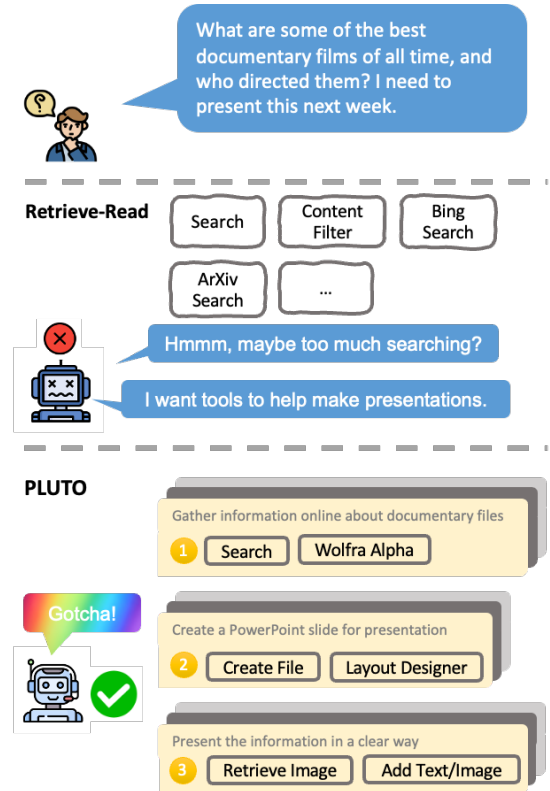 What are some of the best
documentary films of all time, and
who directed them? I need to
present this next week.
Retrieve-Read
Search
Content
Filter
Bing
Search
ArXiv
Search
...
Hmmm, maybe too much searching?
I want tools to help make presentations.
PLUTO
Gather information online about documentary files
1
Search
Wolfra Alpha
Gotcha!
Create a PowerPoint slide for presentation
2
Create File
Layout Designer
Present the information in a clear way
3
Retrieve Image
Add Text/Image